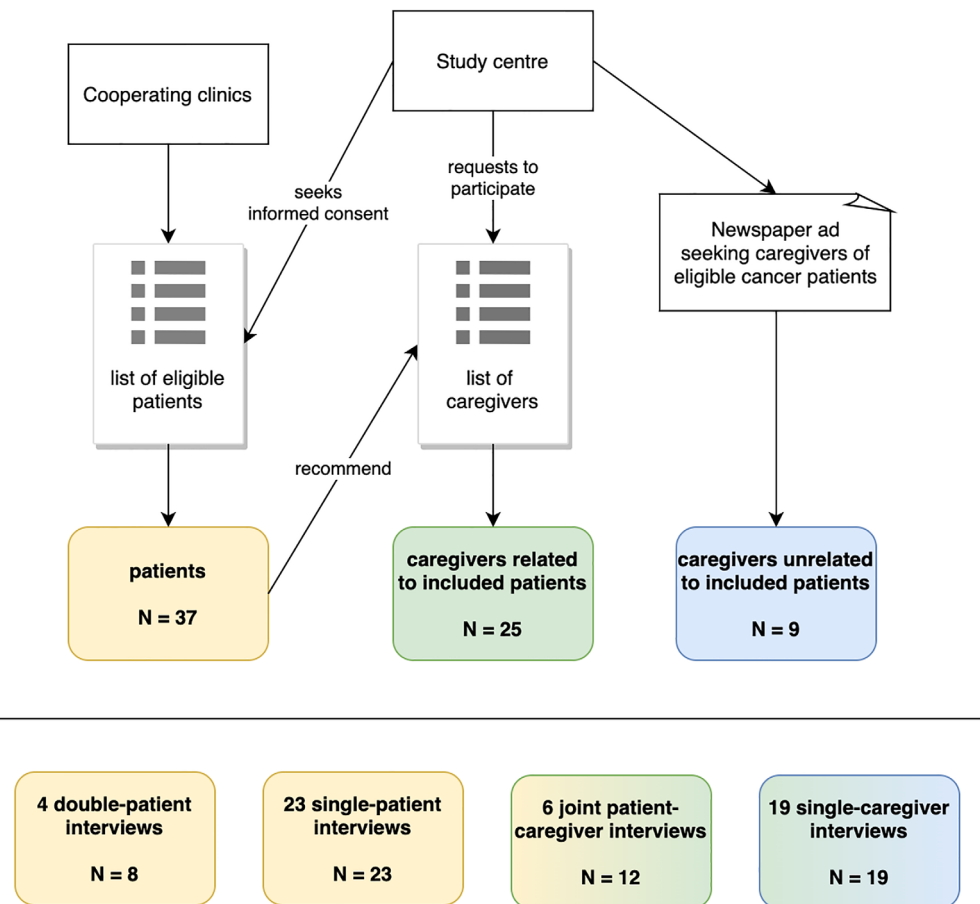 Cooperating clinics
Study centre
seeks
informed consent
requests to
participate
Newspaper ad
seeking caregivers of
eligible cancer patients
list of eligible
patients
list of
caregivers
recommend
patients
N = 37
caregivers related
to included patients
N = 25
caregivers unrelated
to included patients
N = 9
4 double-patient
interviews
N = 8
23 single-patient
interviews
N = 23
6 joint patient-
caregiver interviews
N = 12
19 single-caregiver
interviews
N = 19